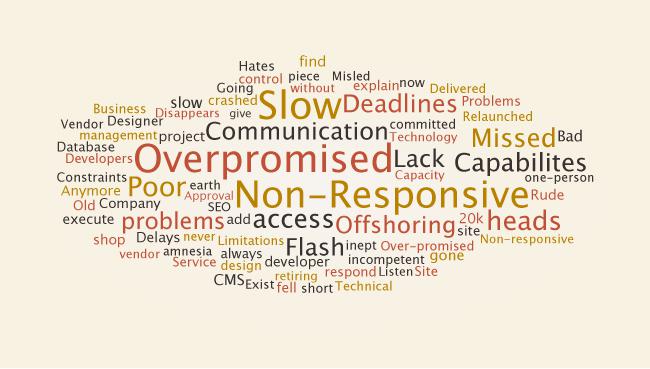 Hates
find
control
piece
Misled
Going
without
explain
now
Delivered
slow
crashed
Slow
Deadlines
Problems
Business
Disappears
give
Relaunched
Vendor
Designer
management
project
Communication
committed
Technology
Missed
Bad
Database
Developers
Overpromised
Lack
Capabilites
Capacity
Constraints
one-person
Anymore
Poor
earth
Approval
Non-Responsive
Rude
Old
Company
SEO
execute
problems
add
access
Offshoring
20k
site
heads
shop
Delays
never
Limitations
Flash
inept
Over-promised
Non-responsive
vendor
amnesia
always
Service
design
developer
incompetent
gone
respond
Listen
Site
CMS
Exist
retiring
fell
short
Technical